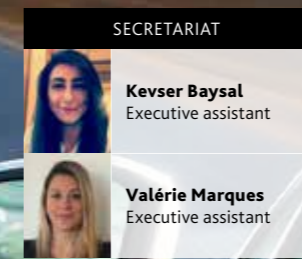 SECRETARIAT
Kevser Baysal
Executive assistant
Valérie Marques
Executive assistant